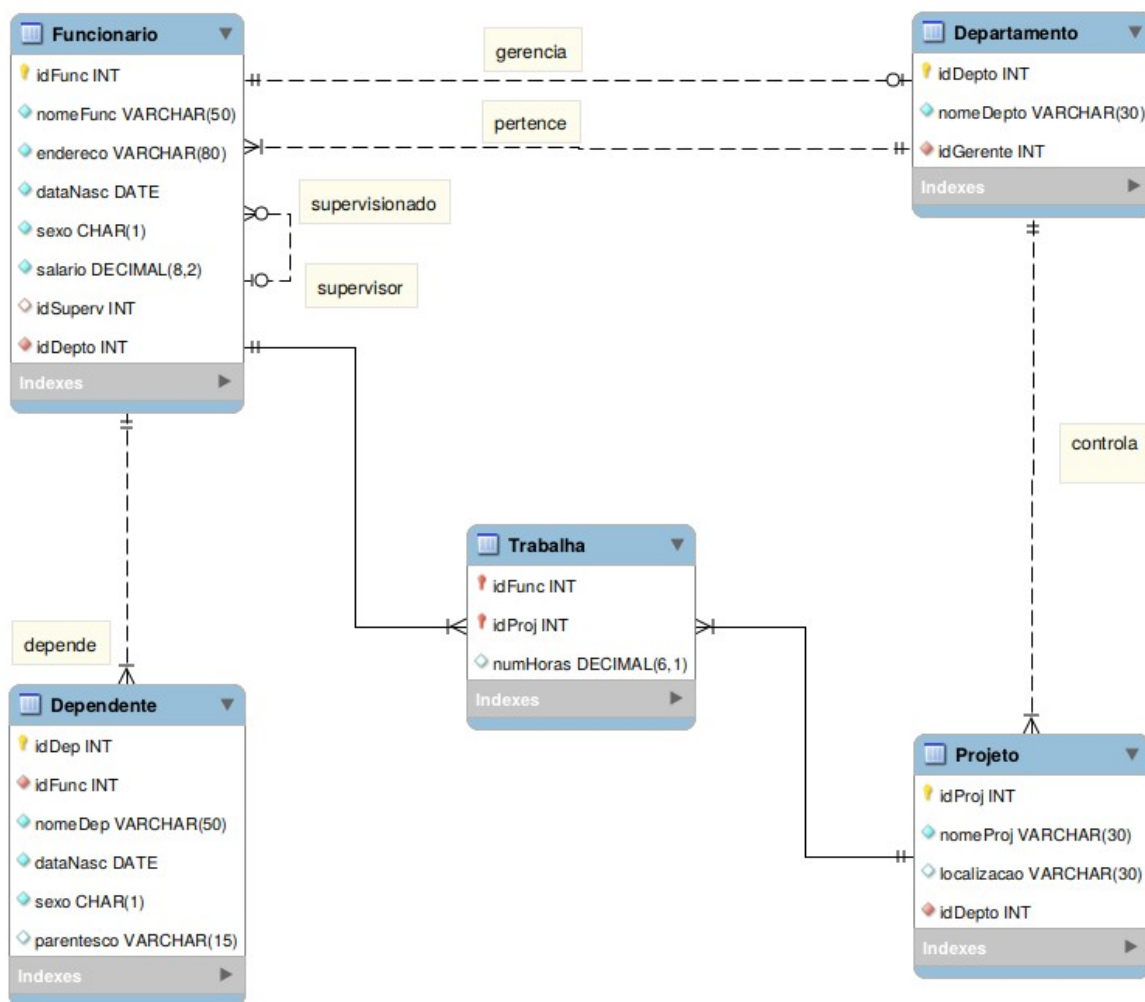 Funcionario
idFunc INT
nomeFunc VARCHAR(50)
endereco VARCHAR(80)
dataNasc DATE
sexo CHAR(1)
salario DECIMAL(8,2)
idSuperv INT
idDepto INT
Indexes
gerencia
pertence
supervisionado
supervisor
Departamento
idDepto INT
nomeDepto VARCHAR(30)
idGerente INT
Indexes
controla
depende
Trabalha
idFunc INT
idProj INT
numHoras DECIMAL(6,1)
Indexes
Dependente
idDep INT
idFunc INT
nomeDep VARCHAR(50)
dataNasc DATE
sexo CHAR(1)
parentesco VARCHAR(15)
Indexes
Projeto
idProj INT
nomeProj VARCHAR(30)
localizacao VARCHAR(30)
idDepto INT
Indexes